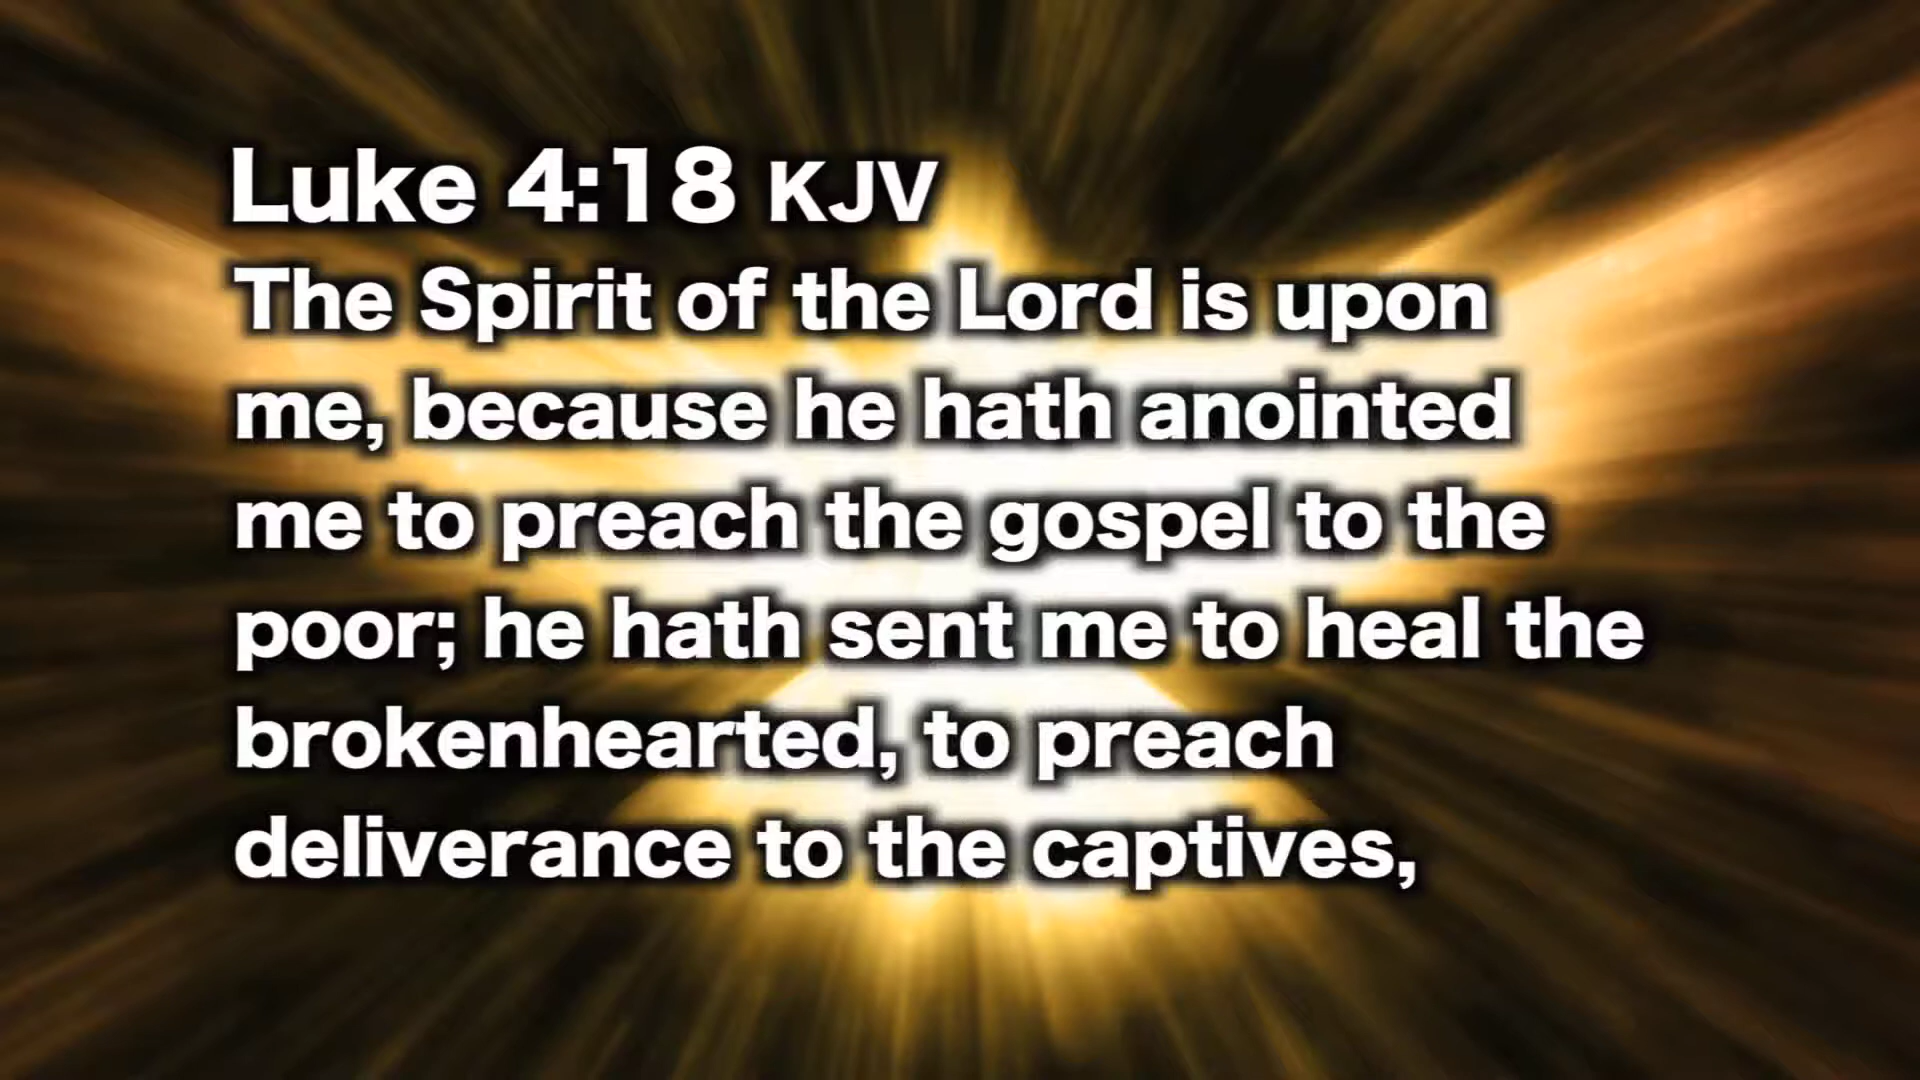 Luke 4:18 KJV
The Spirit of the Lord is upon
me, because he hath anointed
me to preach the gospel to the
poor; he hath sent me to heal the
brokenhearted, to preach
deliverance to the captives,